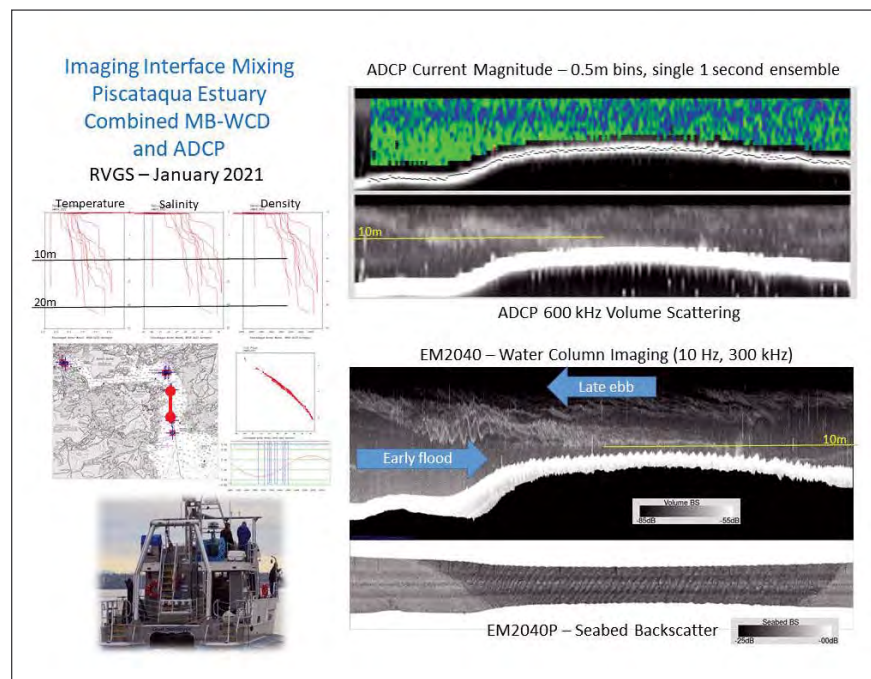 Imaging Interface Mixing
Piscataqua Estuary
Combined MB-WCD
and ADCP
RVGS – January 2021
Temperature
Salinity
Density
10m
20m
ADCP Current Magnitude – 0.5m bins, single 1 second ensemble
10m
ADCP 600 kHz Volume Scattering
EM2040 – Water Column Imaging (10 Hz, 300 kHz)
Late ebb
10m
Early flood
Volume BS
-85dB
-55dB
EM2040P – Seabed Backscatter
Seabed BS
-25dB
-00dB